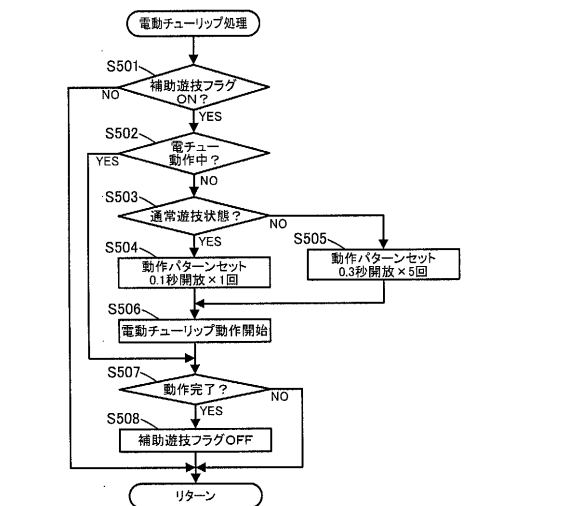 電動チューリップ処理
S501
補助遊技フラグ
ON？
NO
YES
S502
電チュー
動作中？
YES
NO
S503
通常遊技状態？
NO
YES
S504
動作パターンセット
0.1秒開放×1回
S505
動作パターンセット
0.3秒開放×5回
S506
電動チューリップ動作開始
S507
動作完了？
NO
YES
S508
補助遊技フラグOFF
リターン